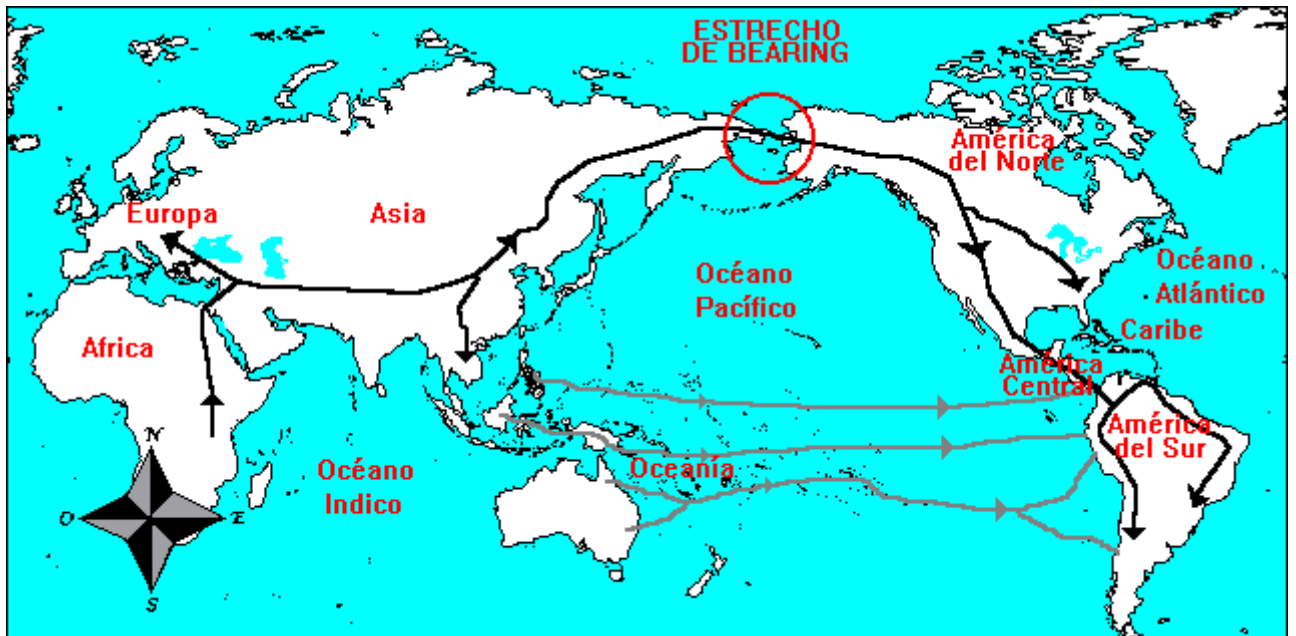 ESTRECHO
DE BEARING
América
del Norte
Europa
Asia
Océano
Pacífico
Océano
Atlántico
Caribe
Africa
América
Central
América
del Sur
Oceanía
Océano
Indico
N
O
E
S